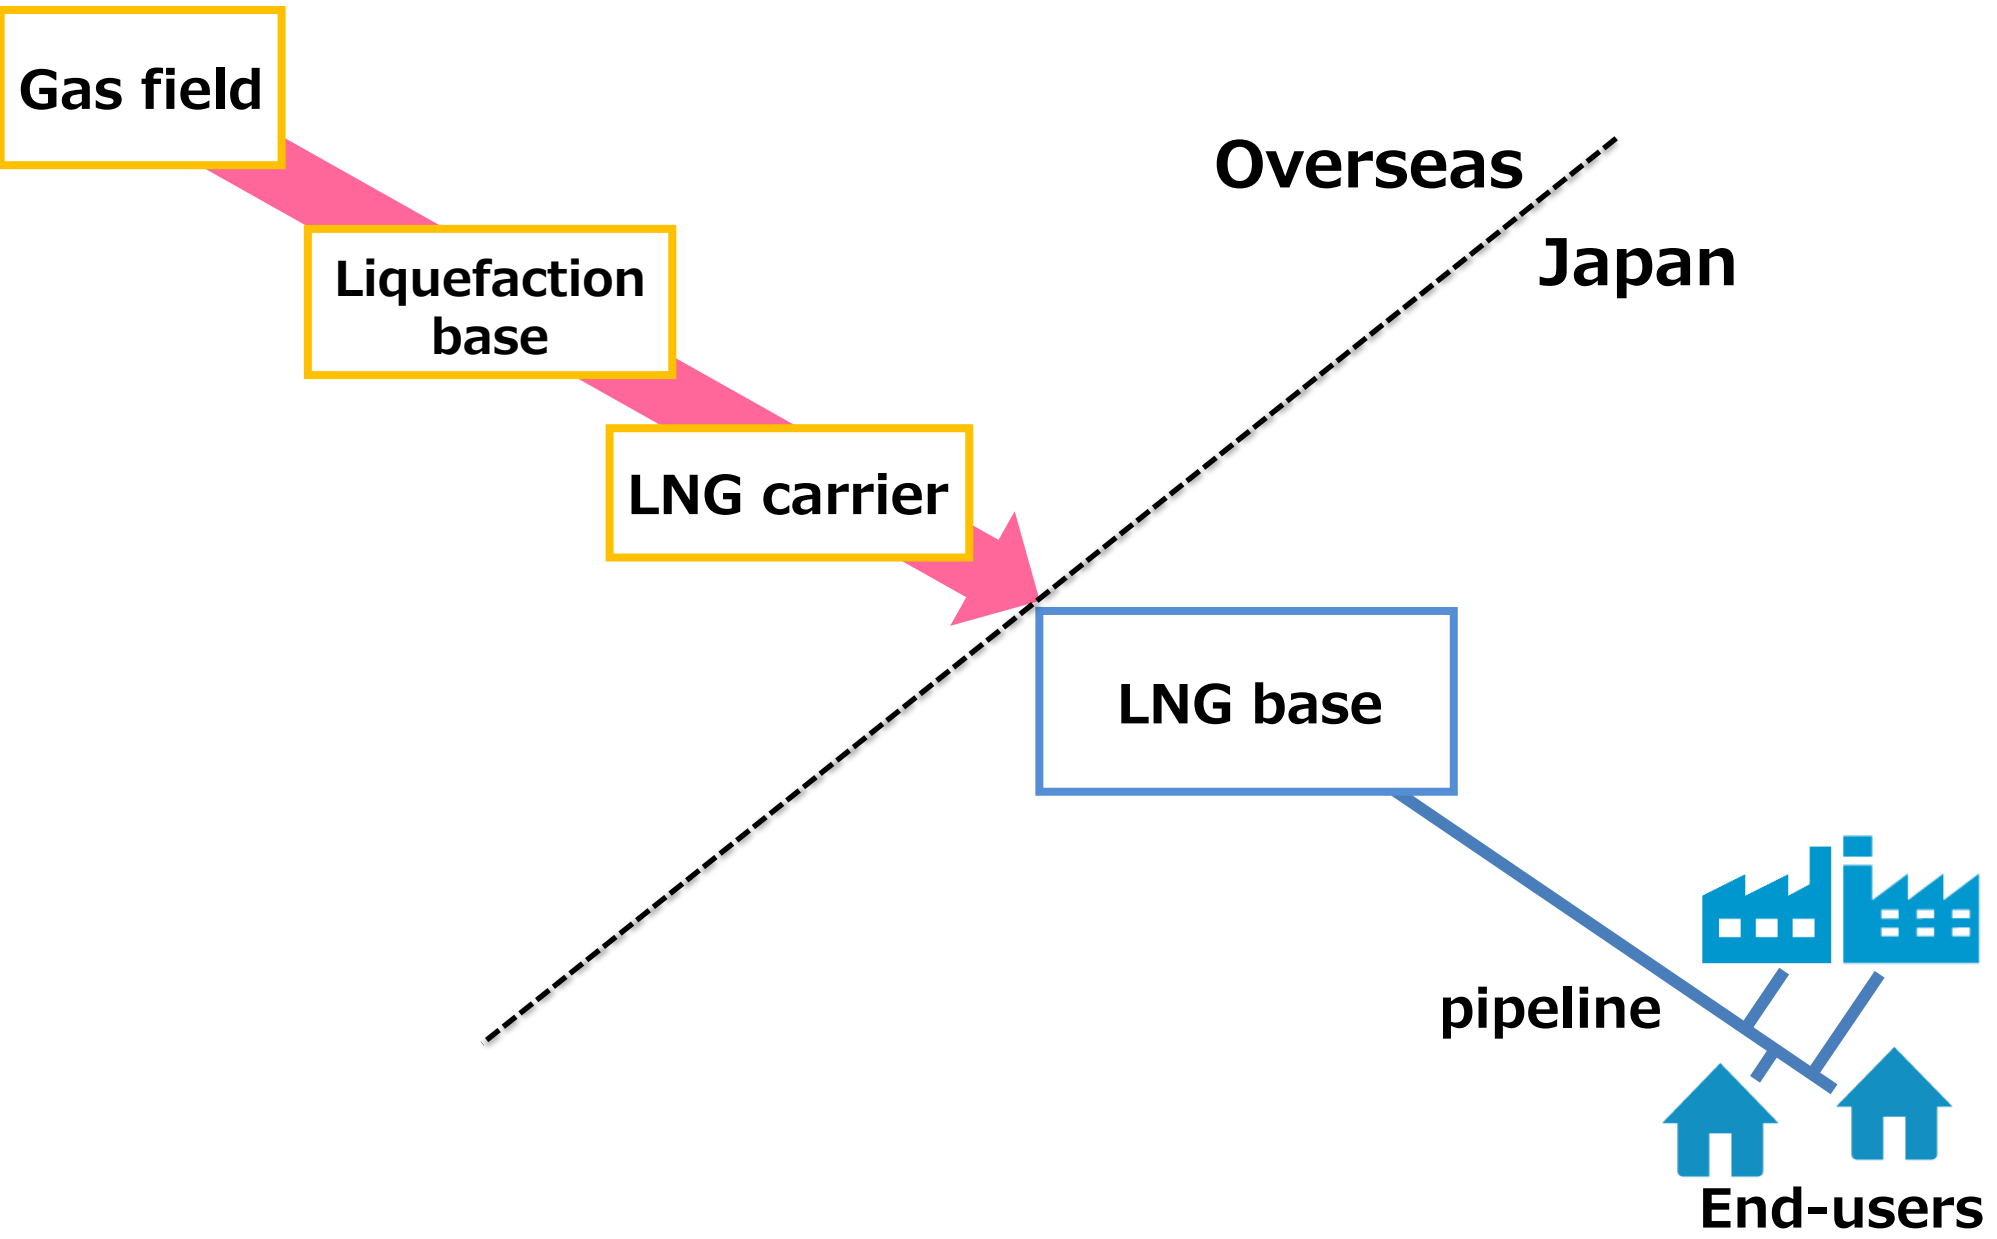 Gas field
Overseas
Japan
Liquefaction
base
LNG carrier
LNG base
pipeline
End-users